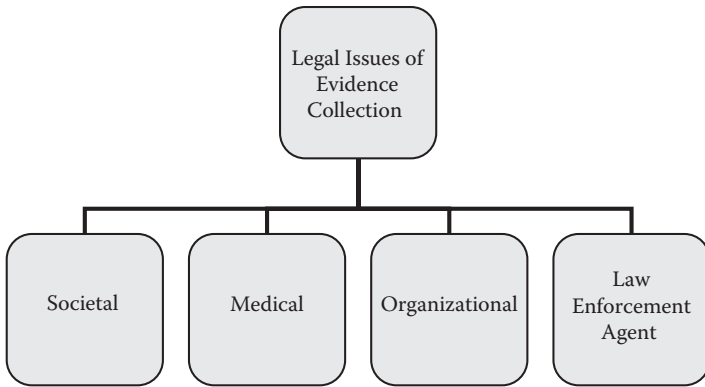 Legal Issues of
Evidence
Collection
Societal
Medical
Organizational
Law
Enforcement
Agent